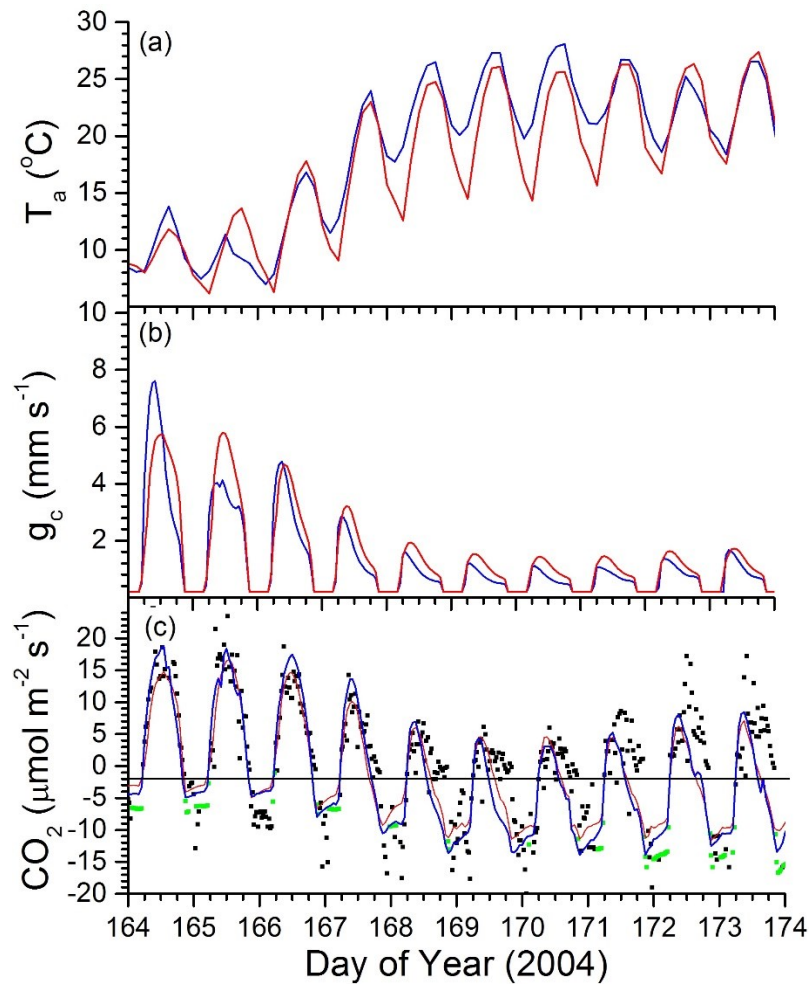 (a)
30
25
20
15
10
T_a (°C)
(b)
10
8
6
4
2
g_c (mm s⁻¹)
(c)
20
15
10
5
0
-5
-10
-15
-20
CO₂ (μmol m⁻² s⁻¹)
164 165 166 167 168 169 170 171 172 173 174
Day of Year (2004)